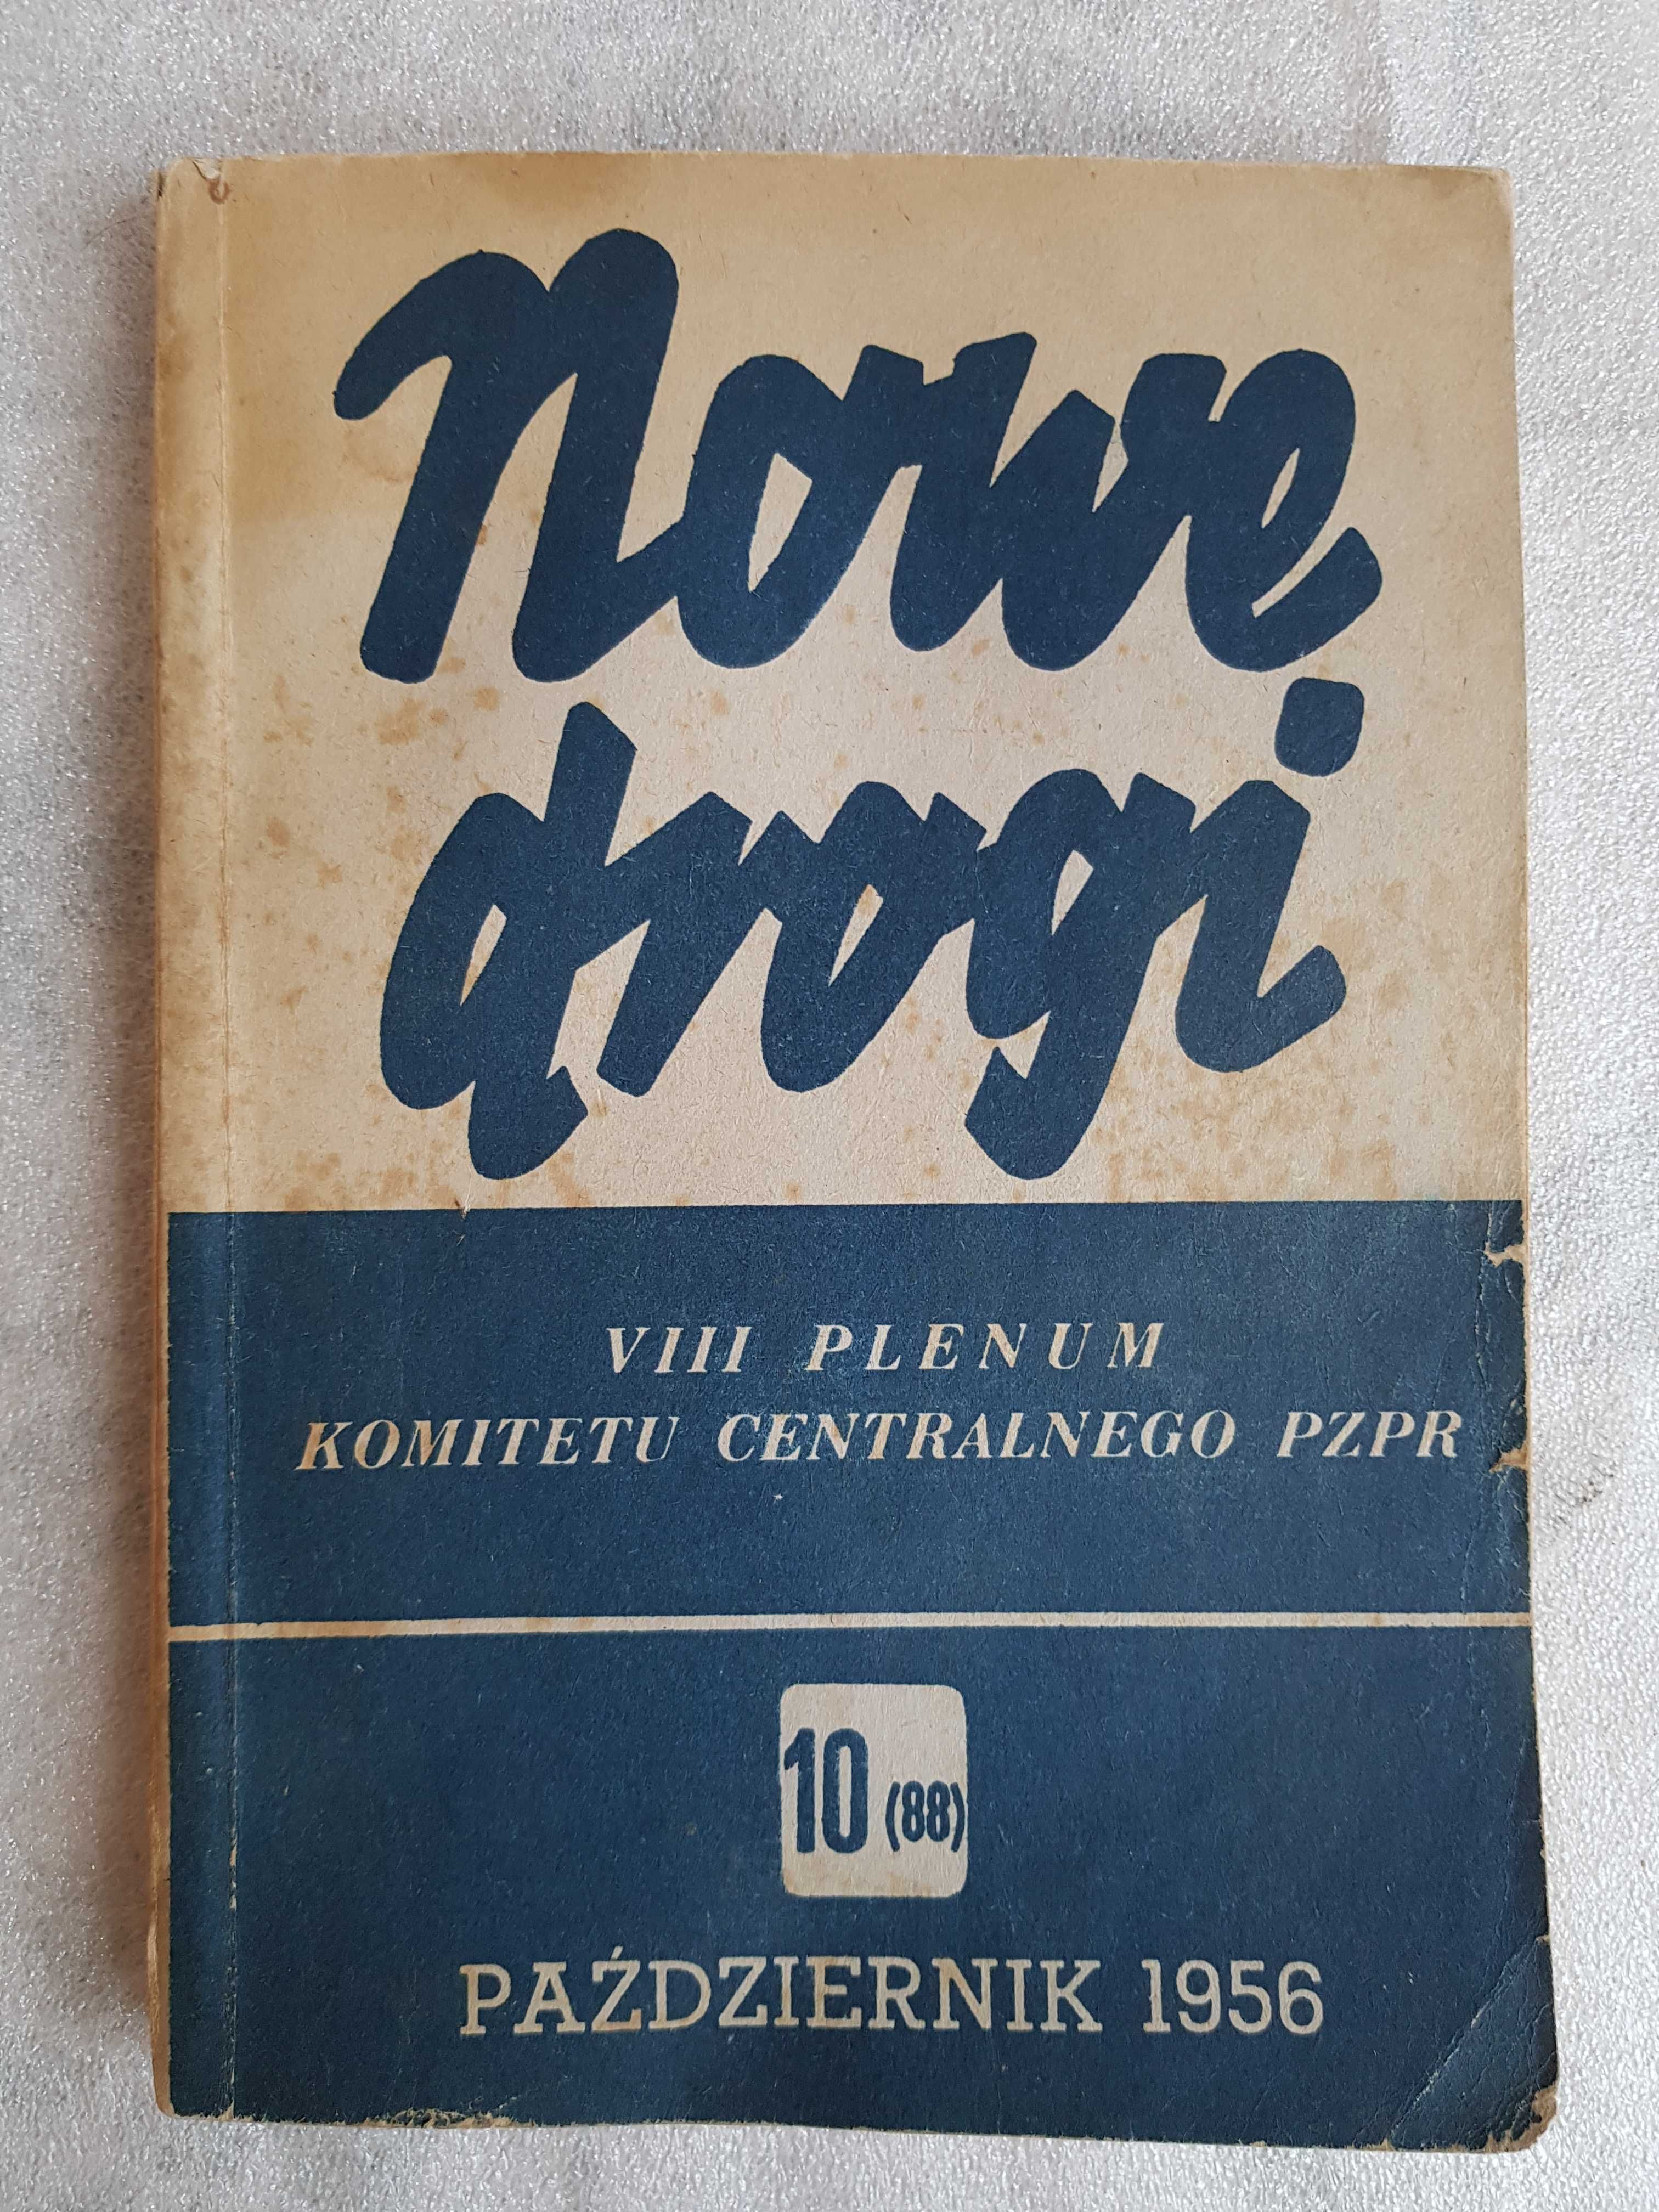 Nowe
drogi
VIII PLENUM
KOMITETU CENTRALNEGO PZPR
10 (88)
PAŹDZIERNIK 1956